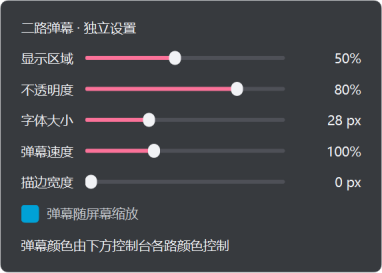 二路弹幕 · 独立设置
显示区域 50%
不透明度 80%
字体大小 28 px
弹幕速度 100%
描边宽度 0 px
弹幕随屏幕缩放
弹幕颜色由下方控制台各路颜色控制